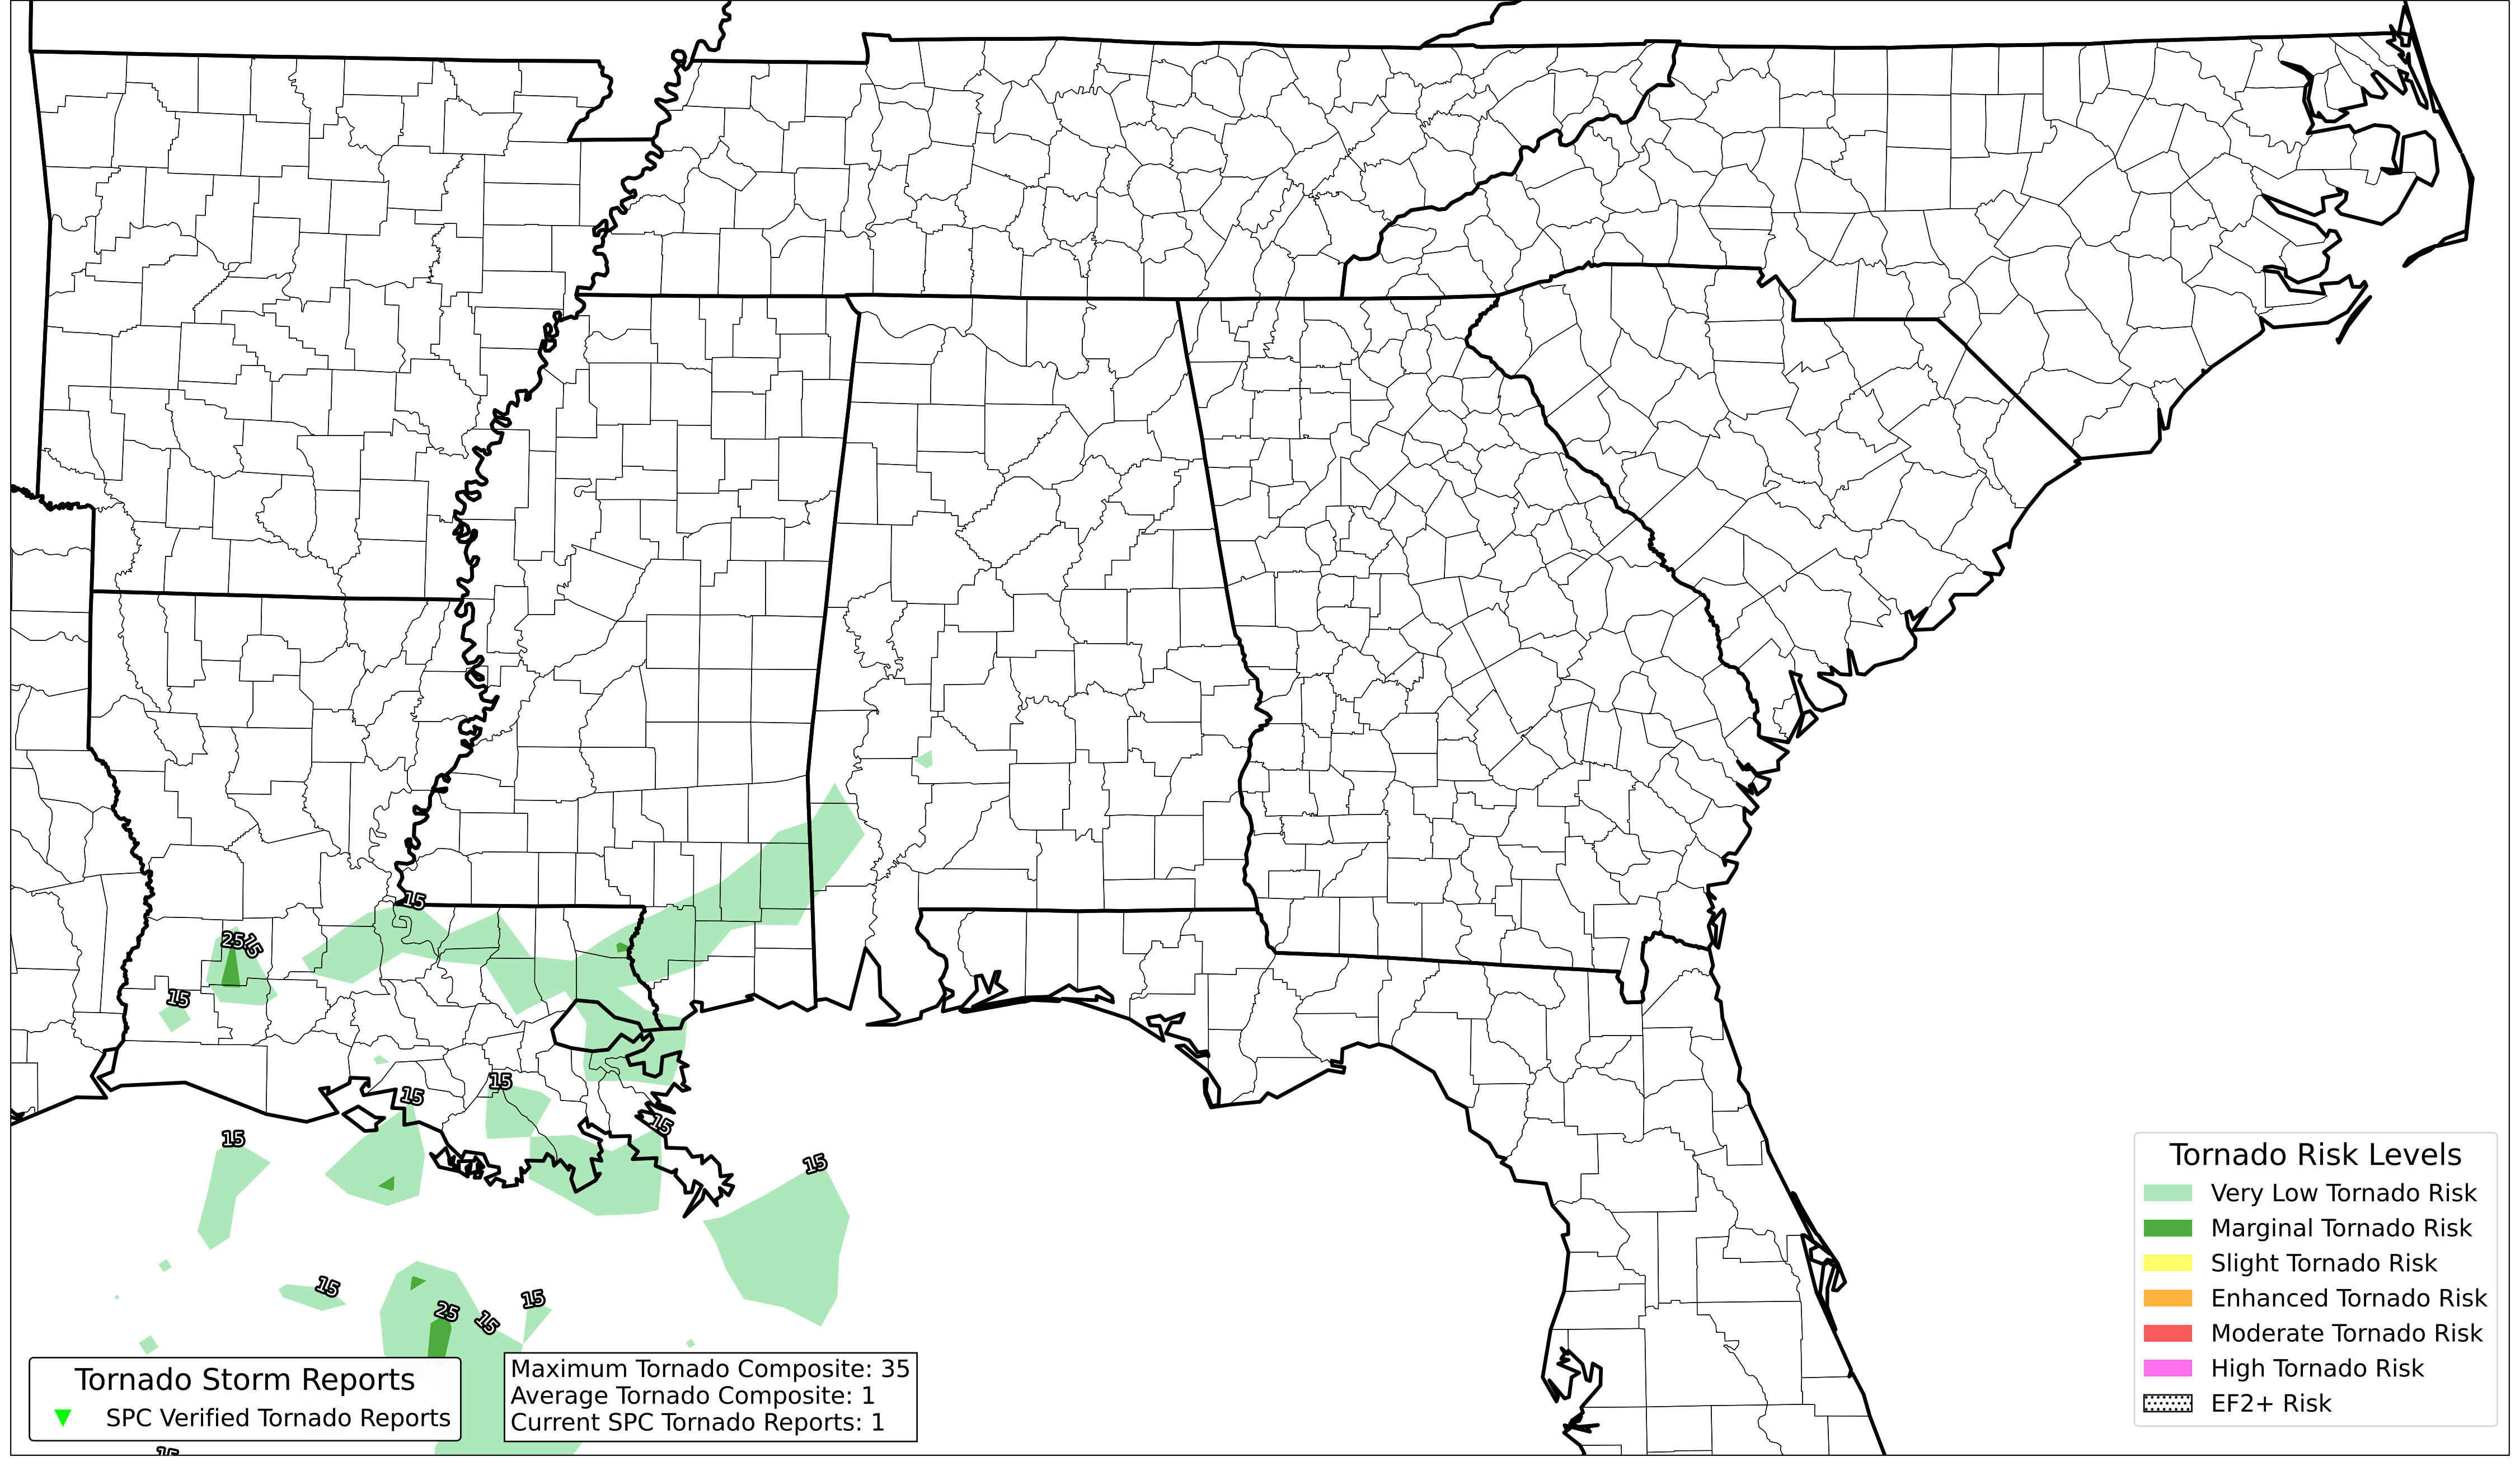 15
25
15
15
15
15
15
15
15
15
25
15
15
Tornado Risk Levels
Very Low Tornado Risk
Marginal Tornado Risk
Slight Tornado Risk
Enhanced Tornado Risk
Moderate Tornado Risk
High Tornado Risk
EF2+ Risk
Tornado Storm Reports
SPC Verified Tornado Reports
Maximum Tornado Composite: 35
Average Tornado Composite: 1
Current SPC Tornado Reports: 1
15